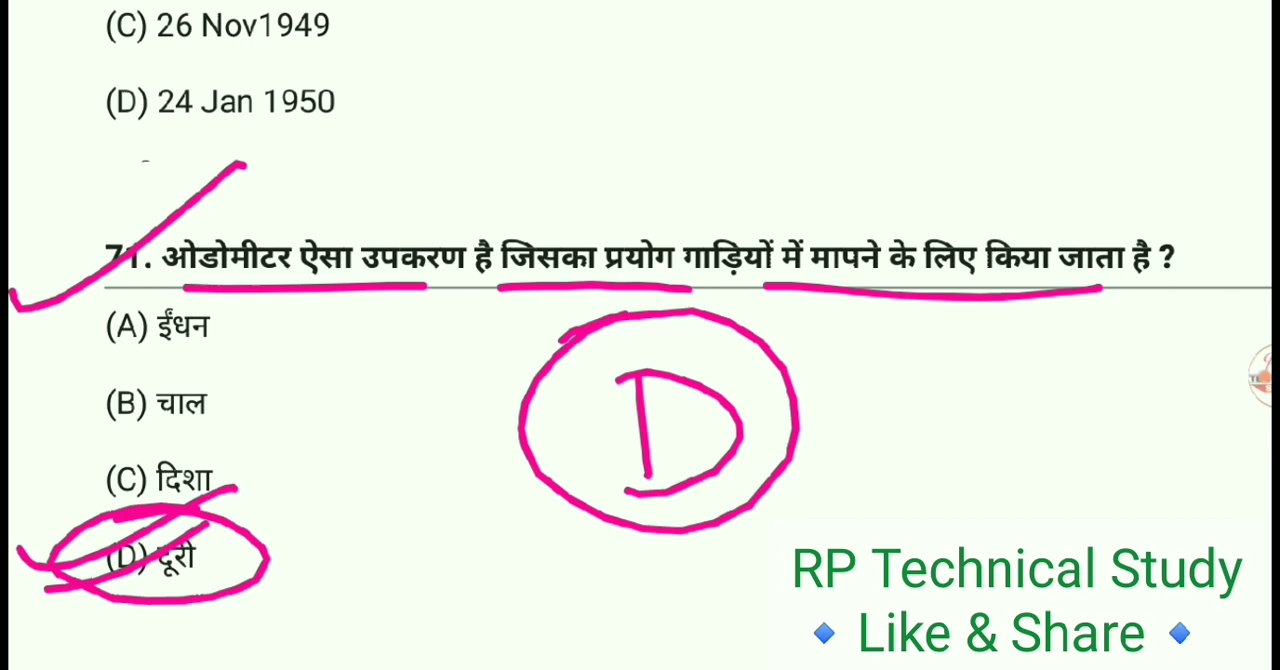 (C) 26 Nov1949
(D) 24 Jan 1950
71. ओडोमीटर ऐसा उपकरण है जिसका प्रयोग गाड़ियों में मापने के लिए किया जाता है ?
(A) ईंधन
(B) चाल
(C) दिशा
D
(D) दूरी
RP Technical Study
🔹 Like & Share 🔹